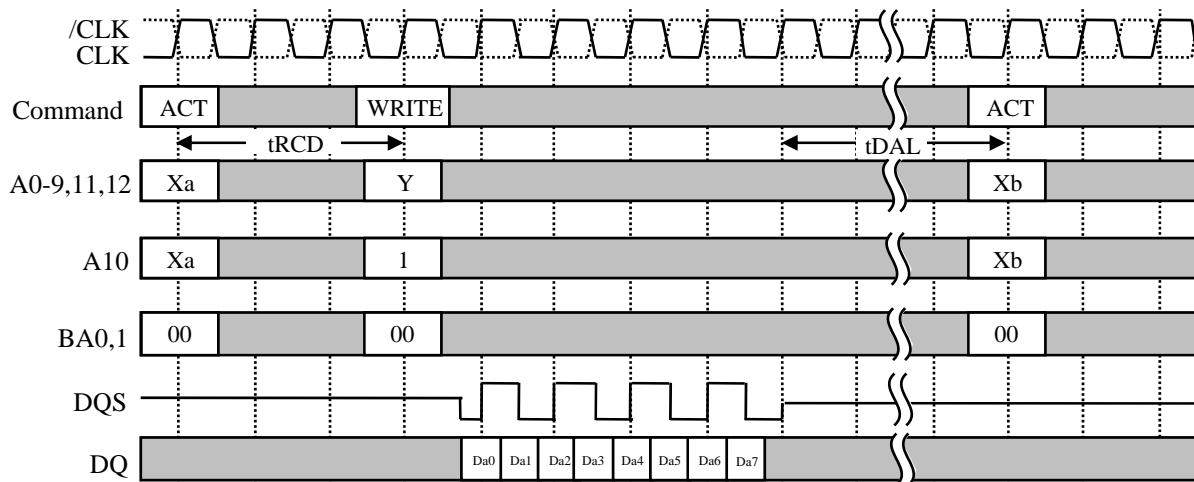 /CLK
CLK
Command ACT WRITE ACT
tRCD tDAL
A0-9,11,12 Xa Y Xb
A10 Xa 1 Xb
BA0,1 00 00 00
DQS
DQ Da0 Da1 Da2 Da3 Da4 Da5 Da6 Da7